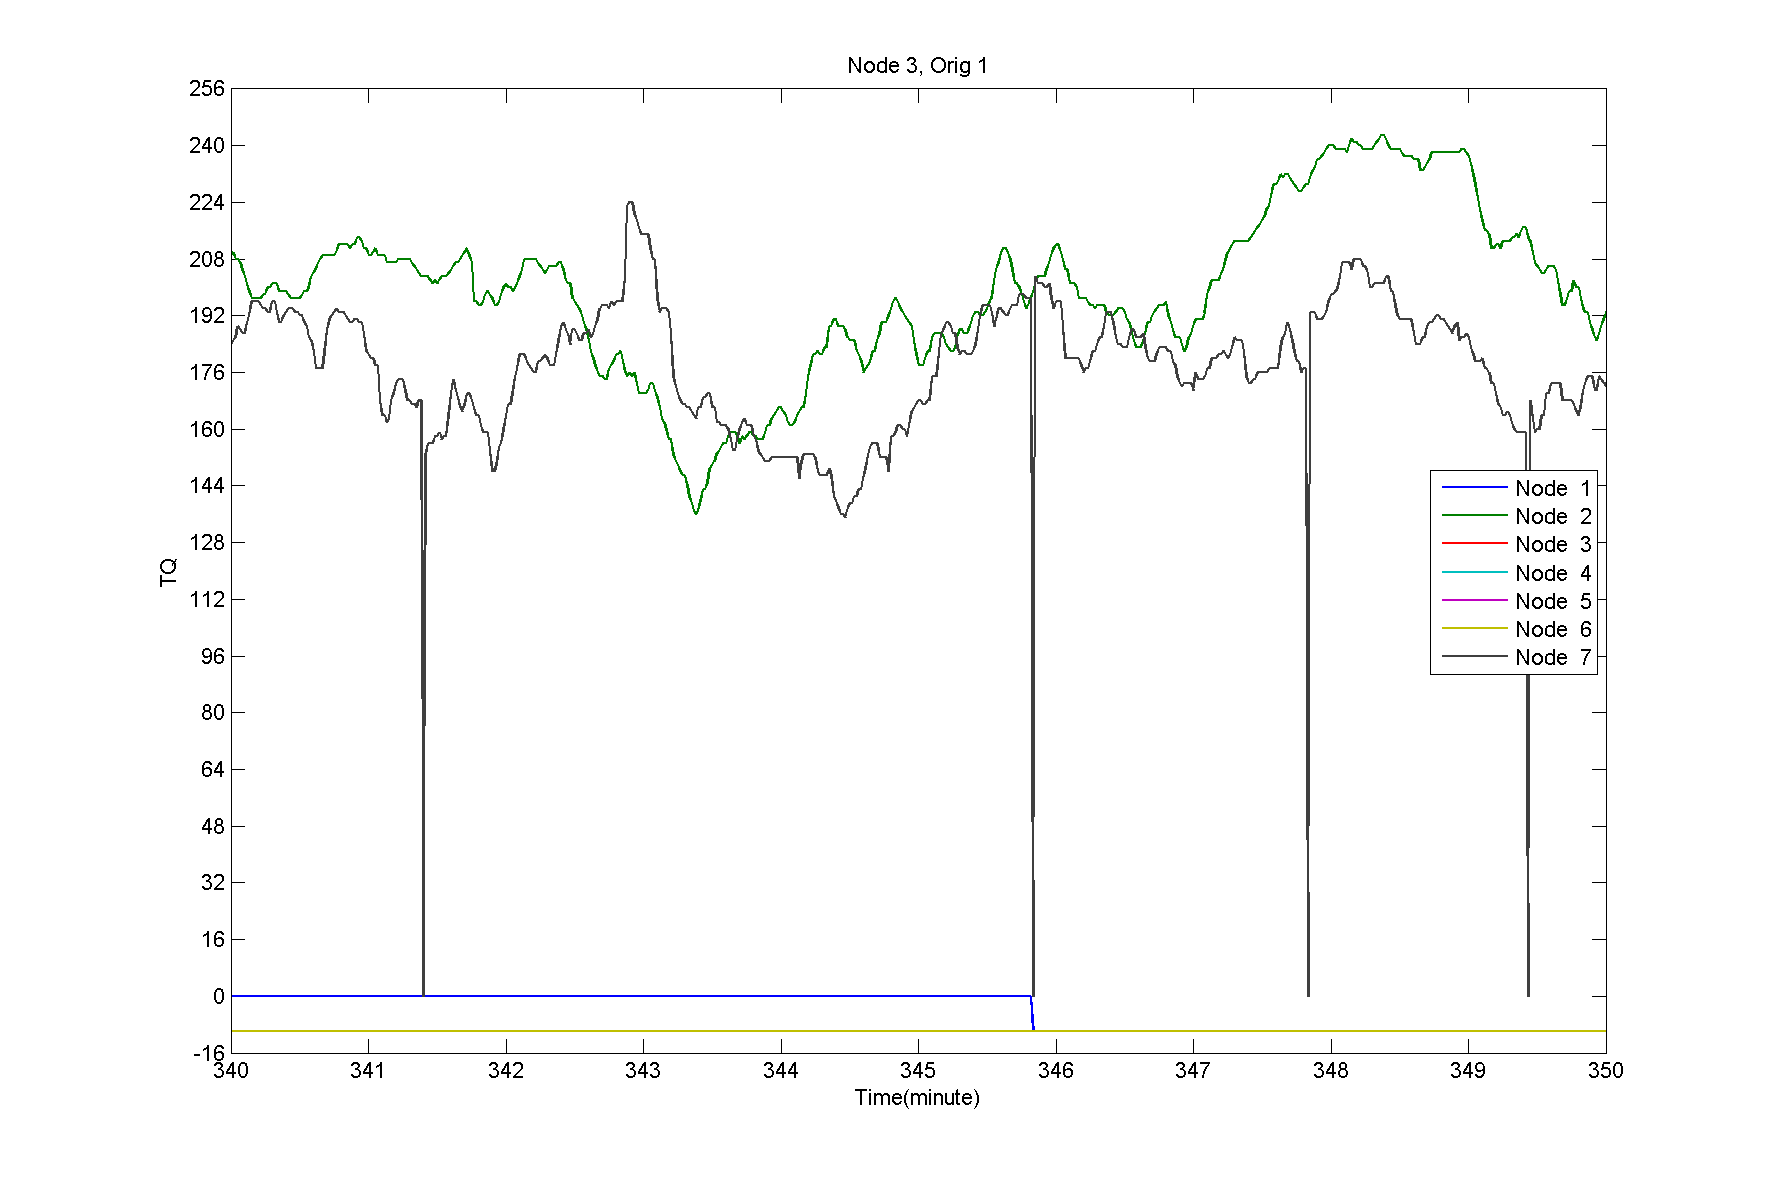 Node 3, Orig 1
256
240
224
208
192
176
160
144
128
112
96
80
64
48
32
16
0
-16
TQ
340 341 342 343 344 345 346 347 348 349 350
Time(minute)
Node 1
Node 2
Node 3
Node 4
Node 5
Node 6
Node 7